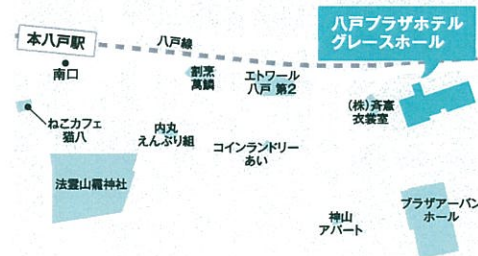 八戸プラザホテル
グレースホール
本八戸駅
八戸線
南口
割烹
萬鱗
エトワール
八戸 第2
(株)斉憲
衣裳室
ねこカフェ
猫八
内丸
えんぶり組
コインランドリー
あい
法霊山龗神社
神山
アパート
プラザアーバン
ホール